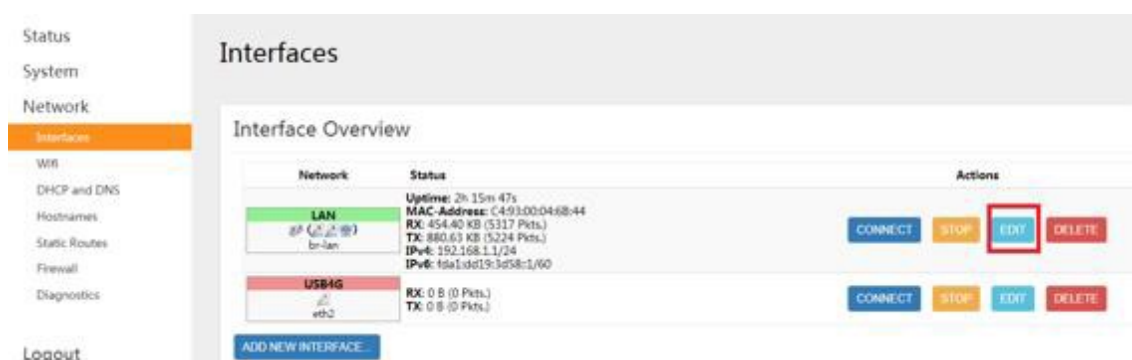 Status
System
Network
Interfaces
Wifi
DHCP and DNS
Hostnames
Static Routes
Firewall
Diagnostics
Logout
Interfaces
Interface Overview
Network Status Actions
LAN
br-lan
Uptime: 2h 15m 47s
MAC-Address: C4:93:00:04:68:44
RX: 454.40 KB (5317 Pkts.)
TX: 880.63 KB (5224 Pkts.)
IPv4: 192.168.1.1/24
IPv6: fda1:dd19:3d58::1/60
CONNECT STOP EDIT DELETE
USB4G
eth2
RX: 0 B (0 Pkts.)
TX: 0 B (0 Pkts.)
CONNECT STOP EDIT DELETE
ADD NEW INTERFACE...